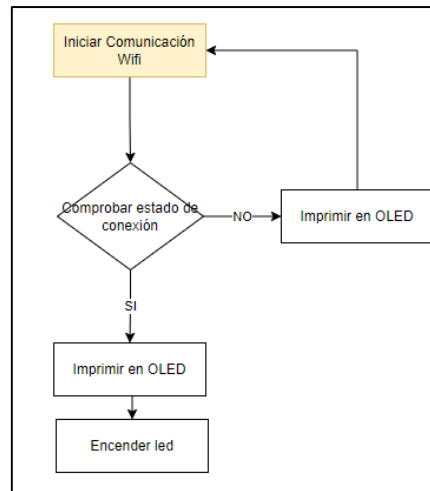 Iniciar Comunicación
Wifi
Comprobar estado de
conexión
NO
Imprimir en OLED
SI
Imprimir en OLED
Encender led